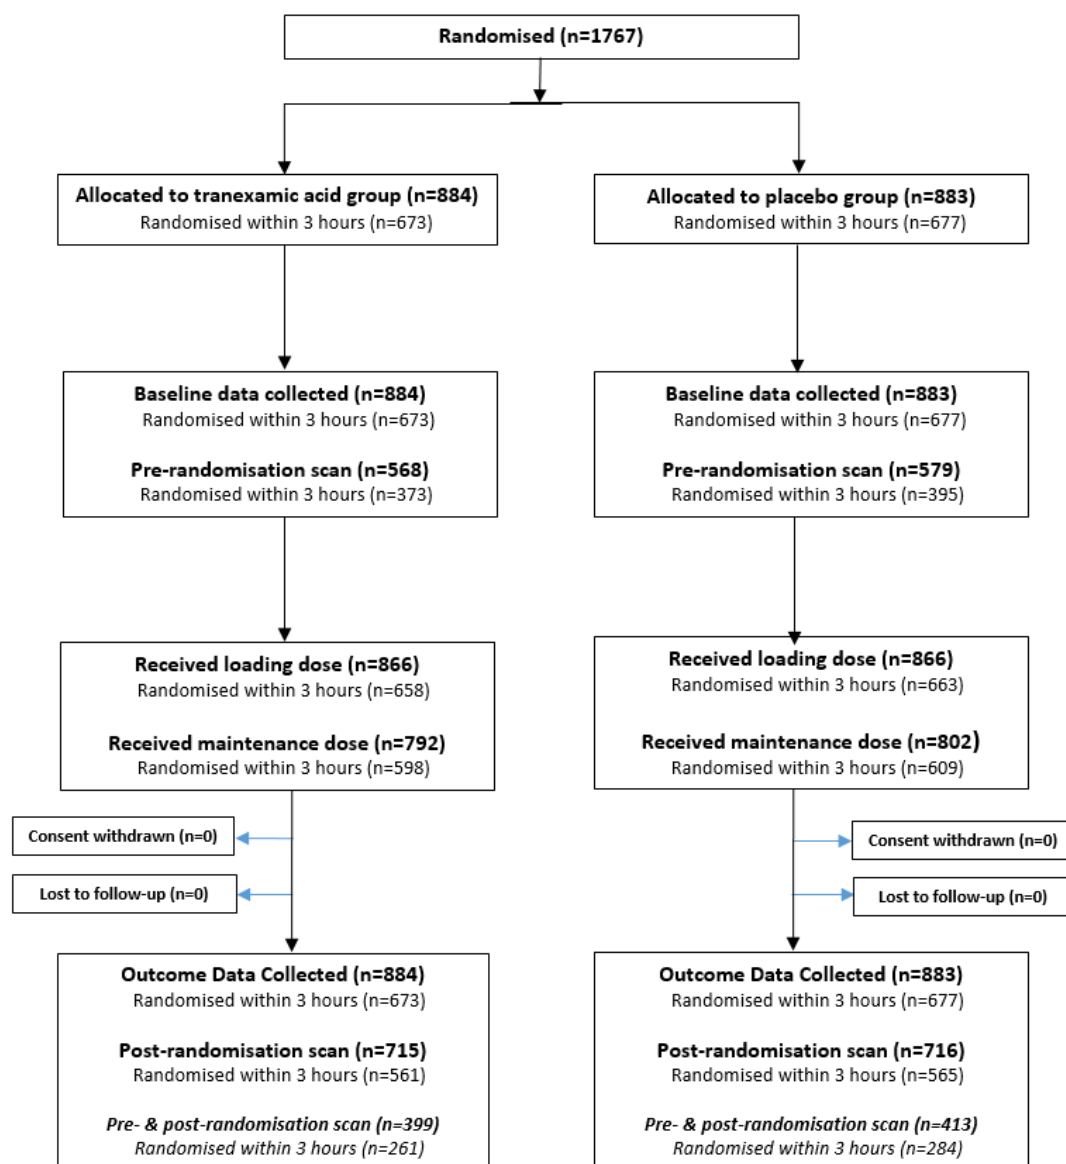 Randomised (n=1767)
Allocated to tranexamic acid group (n=884)
Randomised within 3 hours (n=673)
Allocated to placebo group (n=883)
Randomised within 3 hours (n=677)
Baseline data collected (n=884)
Randomised within 3 hours (n=673)
Pre-randomisation scan (n=568)
Randomised within 3 hours (n=373)
Baseline data collected (n=883)
Randomised within 3 hours (n=677)
Pre-randomisation scan (n=579)
Randomised within 3 hours (n=395)
Received loading dose (n=866)
Randomised within 3 hours (n=658)
Received maintenance dose (n=792)
Randomised within 3 hours (n=598)
Received loading dose (n=866)
Randomised within 3 hours (n=663)
Received maintenance dose (n=802)
Randomised within 3 hours (n=609)
Consent withdrawn (n=0)
Lost to follow-up (n=0)
Consent withdrawn (n=0)
Lost to follow-up (n=0)
Outcome Data Collected (n=884)
Randomised within 3 hours (n=673)
Post-randomisation scan (n=715)
Randomised within 3 hours (n=561)
Pre- & post-randomisation scan (n=399)
Randomised within 3 hours (n=261)
Outcome Data Collected (n=883)
Randomised within 3 hours (n=677)
Post-randomisation scan (n=716)
Randomised within 3 hours (n=565)
Pre- & post-randomisation scan (n=413)
Randomised within 3 hours (n=284)